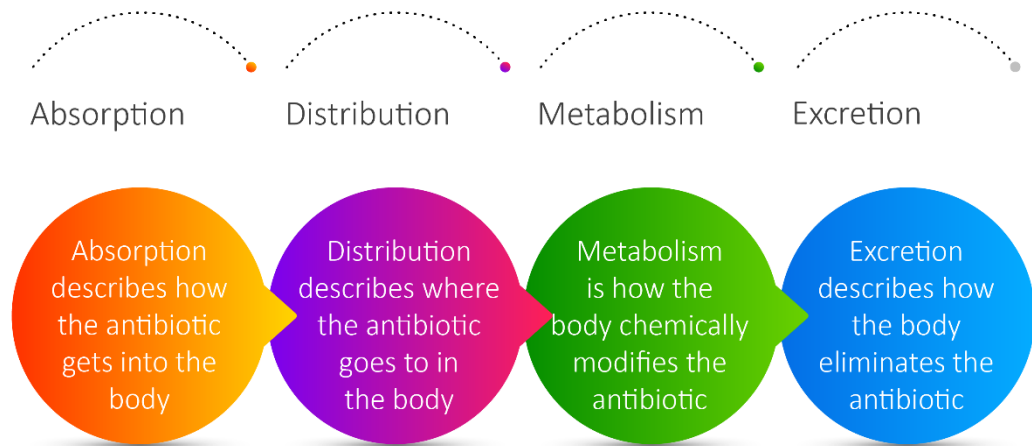 Absorption
Distribution
Metabolism
Excretion
Absorption
describes how
the antibiotic
gets into the
body
Distribution
describes where
the antibiotic
goes to in
the body
Metabolism
is how the
body chemically
modifies the
antibiotic
Excretion
describes how
the body
eliminates the
antibiotic